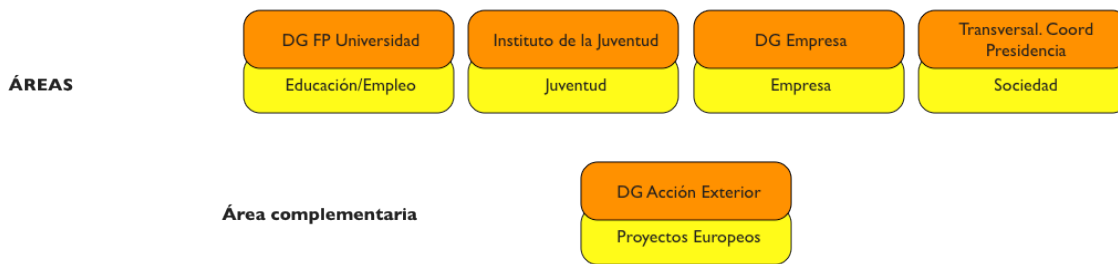 DG FP Universidad
Instituto de la Juventud
DG Empresa
Transversal. Coord
Presidencia
ÁREAS
Educación/Empleo
Juventud
Empresa
Sociedad
DG Acción Exterior
Área complementaria
Proyectos Europeos